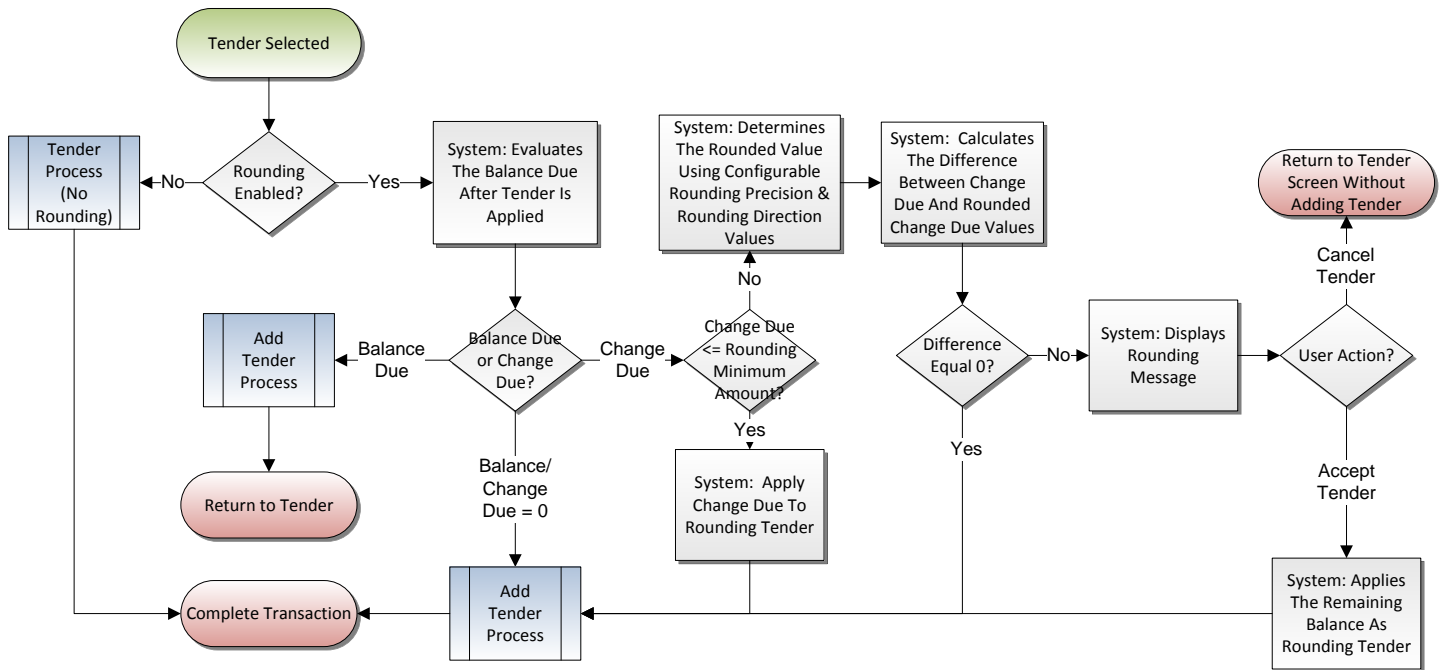 Tender Selected
Tender
Process
(No
Rounding)
No
Rounding
Enabled?
Yes
System:  Evaluates
The Balance Due
After Tender Is
Applied
System:  Determines
The Rounded Value
Using Configurable
Rounding Precision &
Rounding Direction
Values
System:  Calculates
The Difference
Between Change
Due And Rounded
Change Due Values
Return to Tender
Screen Without
Adding Tender
Cancel
Tender
No
Add
Tender
Process
Balance
Due
Balance Due
or Change
Due?
Change
Due
Change Due
<= Rounding
Minimum
Amount?
Difference
Equal 0?
No
System:  Displays
Rounding
Message
User Action?
Yes
Yes
Accept
Tender
Return to Tender
Balance/
Change
Due = 0
System:  Apply
Change Due To
Rounding Tender
Complete Transaction
Add
Tender
Process
System:  Applies
The Remaining
Balance As
Rounding Tender